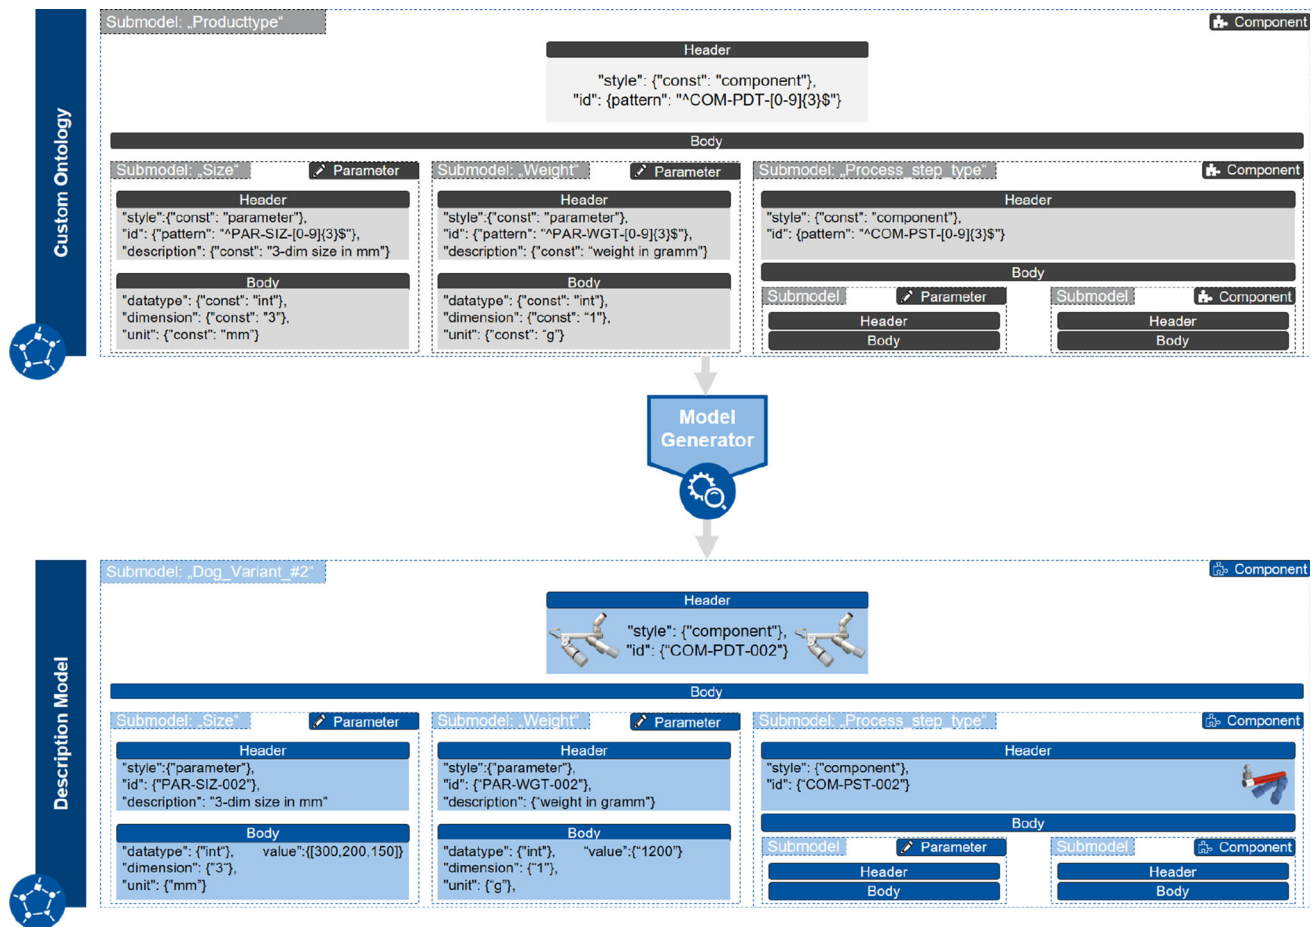 Custom Ontology
Submodel: „Producttype“
Component
Header
"style": {"const": "component"},
"id": {pattern": "^COM-PDT-[0-9]{3}$"}
Body
Submodel: „Size“
Parameter
Header
"style":{"const": "parameter"},
"id": {"pattern": "^PAR-SIZ-[0-9]{3}$"},
"description": {"const: "3-dim size in mm"}
Body
"datatype": {"const": "int"},
"dimension": {"const": "3"},
"unit": {"const": "mm"}
Submodel: „Weight“
Parameter
Header
"style":{"const": "parameter"},
"id": {"pattern": "^PAR-WGT-[0-9]{3}$"},
"description": {"const: “weight in gramm"}
Body
"datatype": {"const": "int"},
"dimension": {"const": “1"},
"unit": {"const": “g"}
Submodel: „Process_step_type“
Component
Header
"style": {"const": "component"},
"id": {pattern": "^COM-PST-[0-9]{3}$"}
Body
Submodel
Parameter
Header
Body
Submodel
Component
Header
Body
Model
Generator
Description Model
Submodel: „Dog_Variant_#2“
Component
Header
"style": {"component"},
"id": {“COM-PDT-002"}
Body
Submodel: „Size“
Parameter
Header
"style":{"parameter"},
"id": {"PAR-SIZ-002"},
"description": "3-dim size in mm"
Body
"datatype": {"int"}, value":{[300,200,150]}
"dimension": {"3"},
"unit": {"mm"}
Submodel: „Weight“
Parameter
Header
"style":{"parameter"},
"id": {“PAR-WGT-002"},
"description": {“weight in gramm"}
Body
"datatype": {"int"}, "value":{“1200”}
"dimension": {“1"},
"unit": {“g"},
Submodel: „Process_step_type“
Component
Header
"style": {"component"},
"id": {“COM-PST-002"}
Body
Submodel
Parameter
Header
Body
Submodel
Component
Header
Body